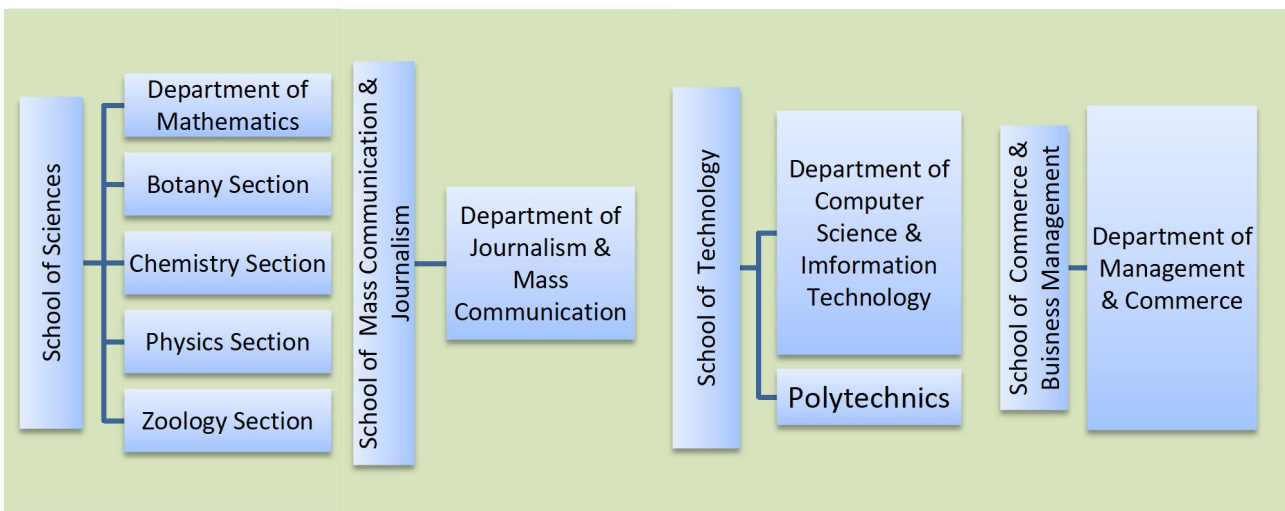 School of Sciences
Department of
Mathematics
Botany Section
Chemistry Section
Physics Section
Zoology Section
School of Mass Communication &
Journalism
Department of
Journalism &
Mass
Communication
School of Technology
Department of
Computer
Science &
Imformation
Technology
Polytechnics
School of Commerce &
Buisness Management
Department of
Management
& Commerce